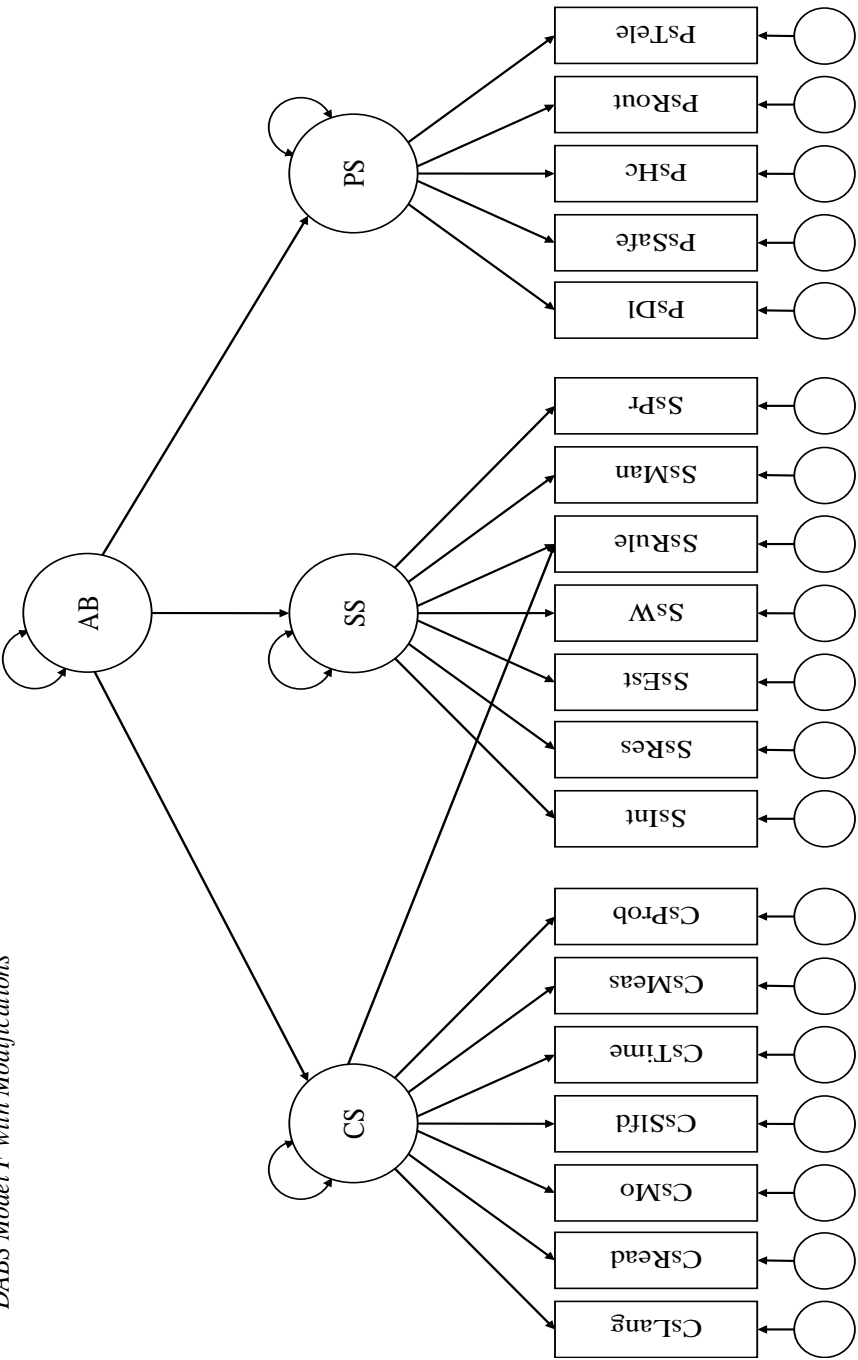 DABS Model F with Modifications
AB
CS
SS
PS
CsLang
CsRead
CsMo
CsSlfd
CsTime
CsMeas
CsProb
SsInt
SsRes
SsEst
SsW
SsRule
SsMan
SsPr
PsDl
PsSafe
PsHc
PsRout
PsTele